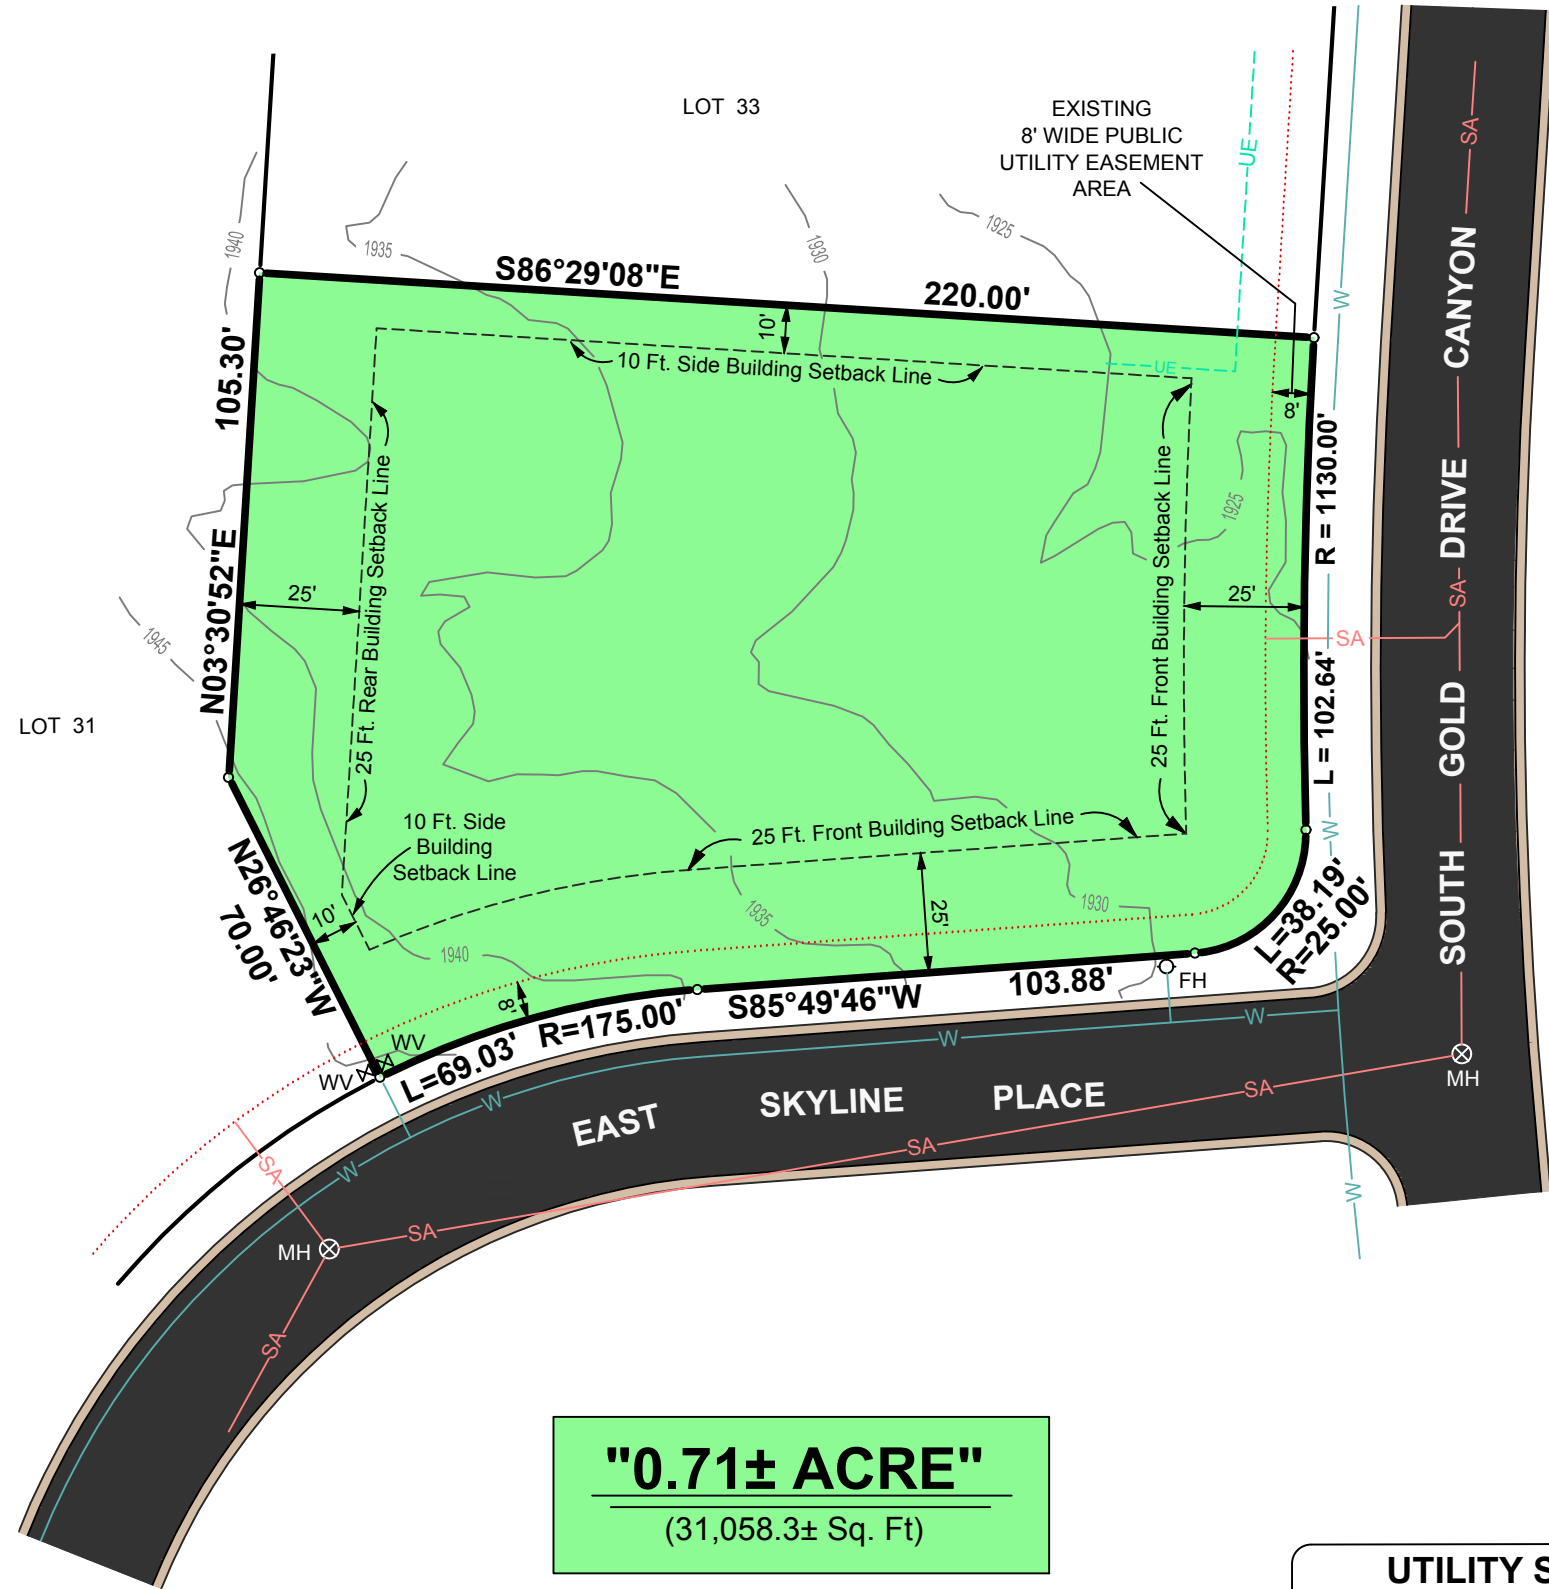 LOT 33
EXISTING
8' WIDE PUBLIC
UTILITY EASEMENT
AREA
UE
SA
1940
1935
1930
1925
S86°29'08"E
220.00'
W
CANYON
105.30'
10'
10 Ft. Side Building Setback Line
UE
8'
R = 1130.00'
25 Ft. Rear Building Setback Line
25 Ft. Front Building Setback Line
1925
DRIVE
N03°30'52"E
25'
25'
SA
SA
1945
LOT 31
L = 102.64'
GOLD
10 Ft. Side
Building
Setback Line
25 Ft. Front Building Setback Line
W
N26°46'23"W
70.00'
10'
1940
1935
1930
25'
L=38.19'
R=25.00'
SOUTH
8'
FH
S85°49'46"W
103.88'
R=175.00'
L=69.03'
WV
WV
W
W
W
W
W
MH
EAST SKYLINE PLACE
SA
SA
SA
SA
SA
MH
"0.71± ACRE"
(31,058.3± Sq. Ft)
UTILITY S